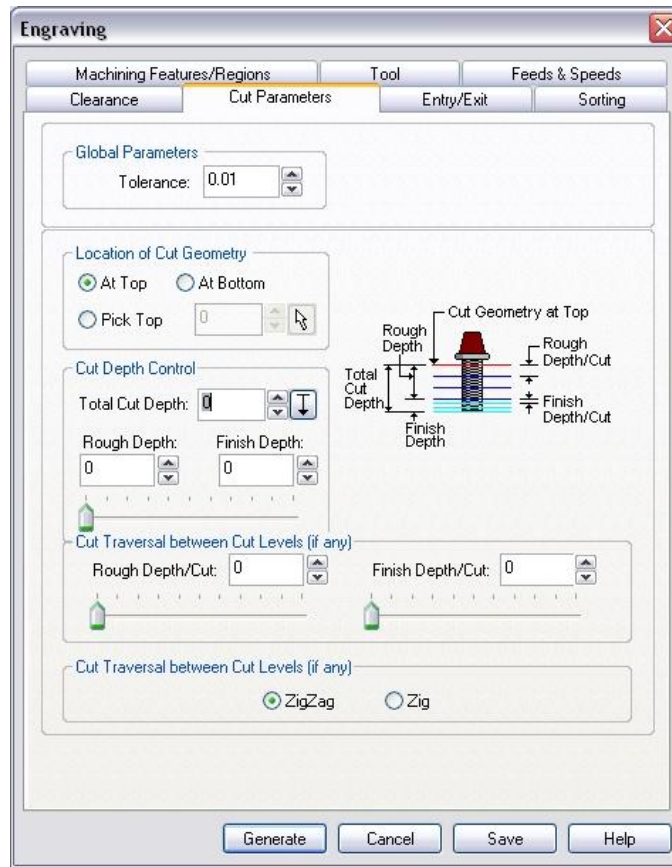 Engraving
Machining Features/Regions Tool Feeds & Speeds
Clearance Cut Parameters Entry/Exit Sorting
Global Parameters
Tolerance: 0.01
Location of Cut Geometry
At Top At Bottom
Pick Top 0
Cut Geometry at Top
Rough
Depth
Rough
Depth/Cut
Total
Cut
Depth
Finish
Depth/Cut
Finish
Depth
Cut Depth Control
Total Cut Depth: 0
Rough Depth: Finish Depth:
0 0
Cut Traversal between Cut Levels (if any)
Rough Depth/Cut: 0 Finish Depth/Cut: 0
Cut Traversal between Cut Levels (if any)
ZigZag Zig
Generate Cancel Save Help